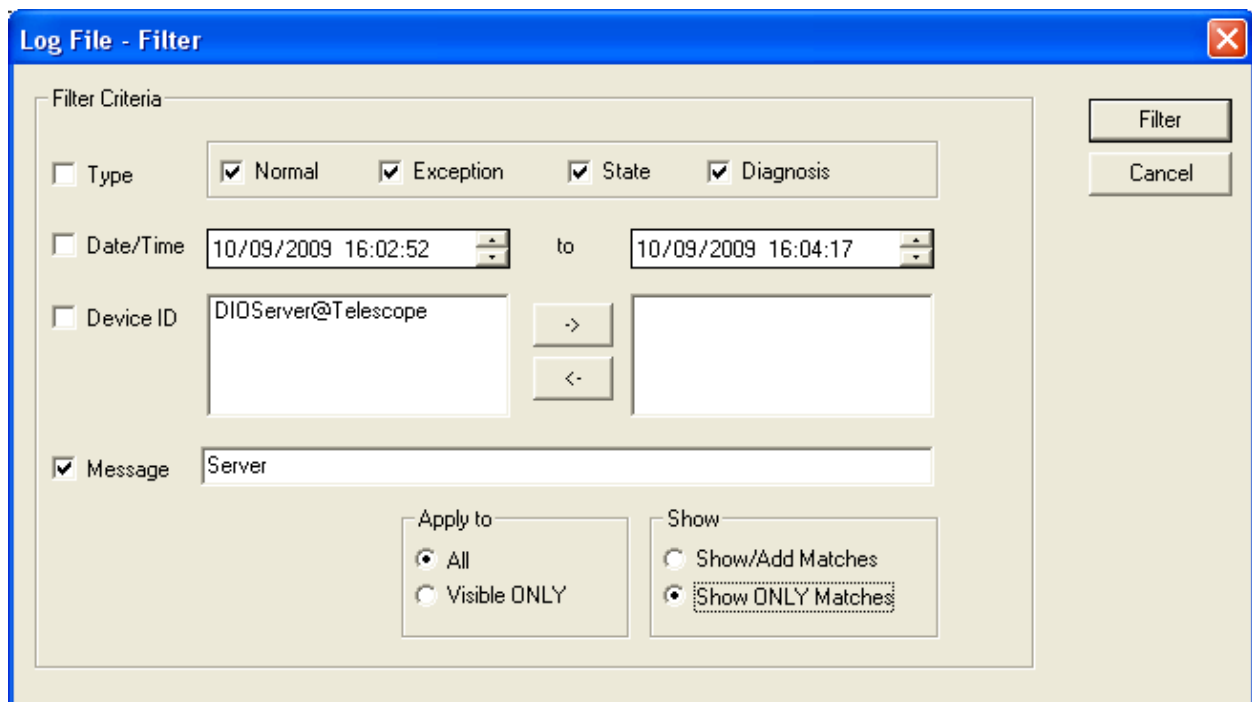 Log File - Filter
Filter Criteria
Filter
Cancel
Type Normal Exception State Diagnosis
Date/Time 10/09/2009 16:02:52 to 10/09/2009 16:04:17
Device ID DIOServer@Telescope ->
<-
Message Server
Apply to
All
Visible ONLY
Show
Show/Add Matches
Show ONLY Matches